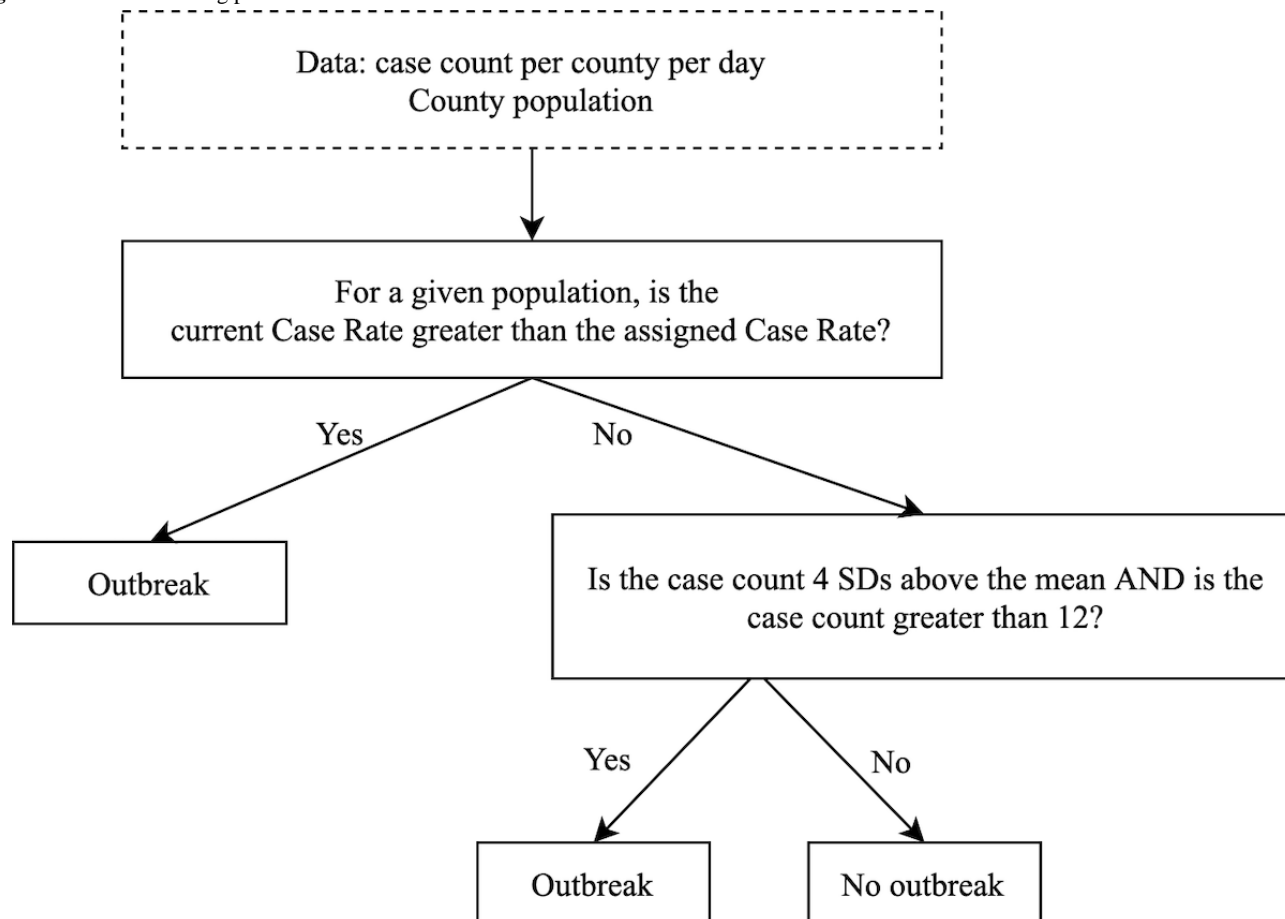 Data: case count per county per day
County population
For a given population, is the
current Case Rate greater than the assigned Case Rate?
Yes
No
Outbreak
Is the case count 4 SDs above the mean AND is the
case count greater than 12?
Yes
No
Outbreak
No outbreak